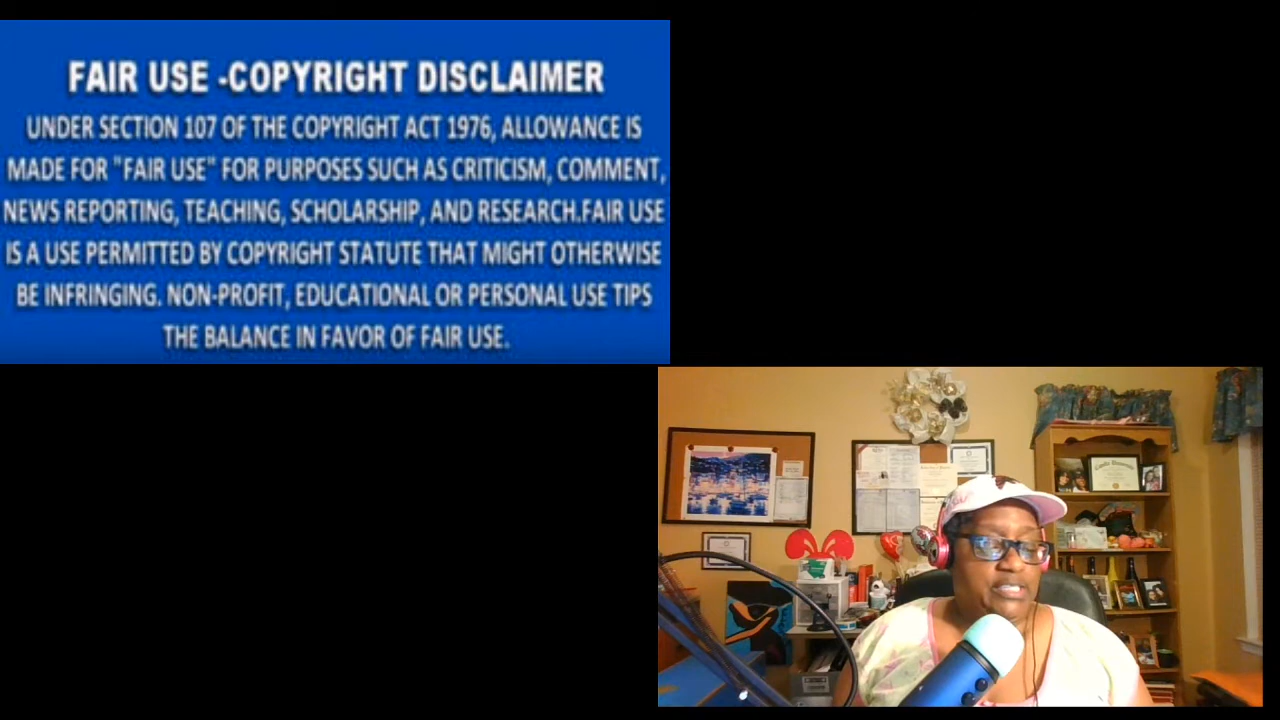 FAIR USE -COPYRIGHT DISCLAIMER
UNDER SECTION 107 OF THE COPYRIGHT ACT 1976, ALLOWANCE IS
MADE FOR "FAIR USE" FOR PURPOSES SUCH AS CRITICISM, COMMENT,
NEWS REPORTING, TEACHING, SCHOLARSHIP, AND RESEARCH.FAIR USE
IS A USE PERMITTED BY COPYRIGHT STATUTE THAT MIGHT OTHERWISE
BE INFRINGING. NON-PROFIT, EDUCATIONAL OR PERSONAL USE TIPS
THE BALANCE IN FAVOR OF FAIR USE.